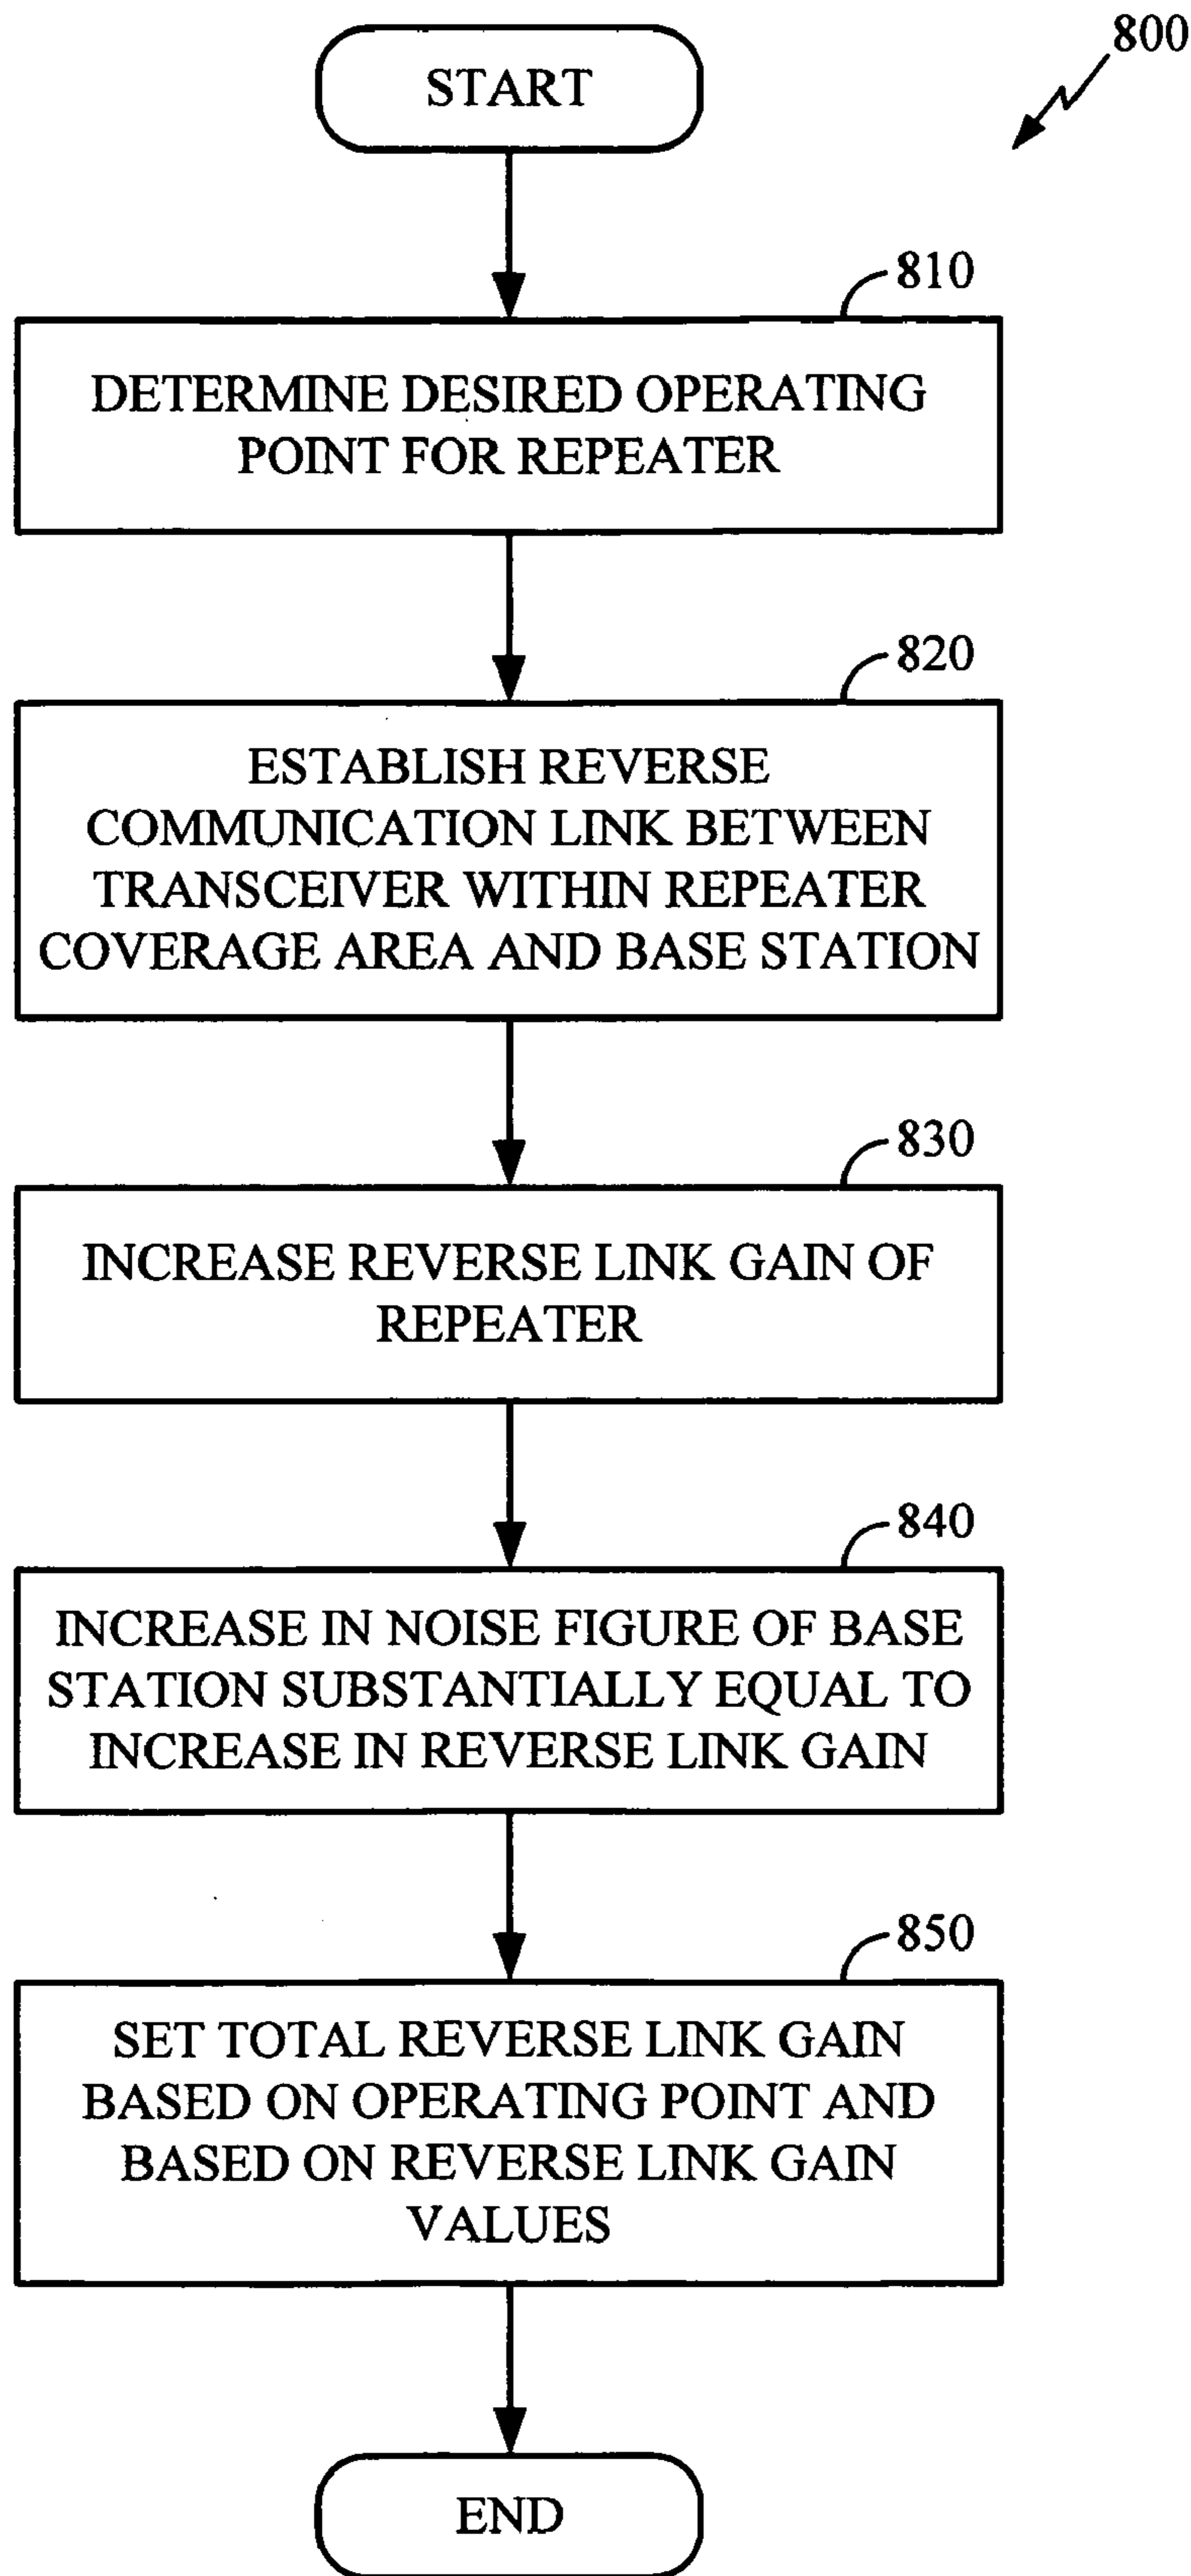 START
800
810
DETERMINE DESIRED OPERATING
POINT FOR REPEATER
820
ESTABLISH REVERSE
COMMUNICATION LINK BETWEEN
TRANSCEIVER WITHIN REPEATER
COVERAGE AREA AND BASE STATION
830
INCREASE REVERSE LINK GAIN OF
REPEATER
840
INCREASE IN NOISE FIGURE OF BASE
STATION SUBSTANTIALLY EQUAL TO
INCREASE IN REVERSE LINK GAIN
850
SET TOTAL REVERSE LINK GAIN
BASED ON OPERATING POINT AND
BASED ON REVERSE LINK GAIN
VALUES
END